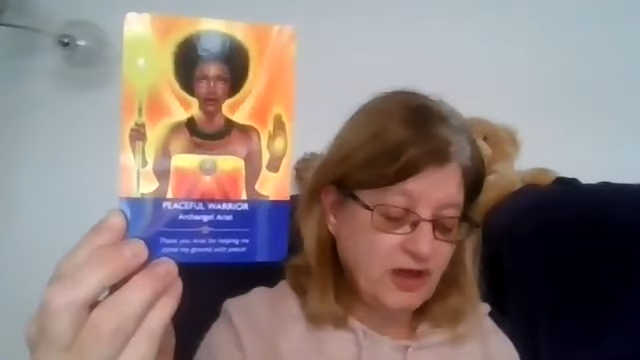 PEACEFUL WARRIOR
Archangel Ariel
Thank you Ariel for helping me
stand my ground with peace!